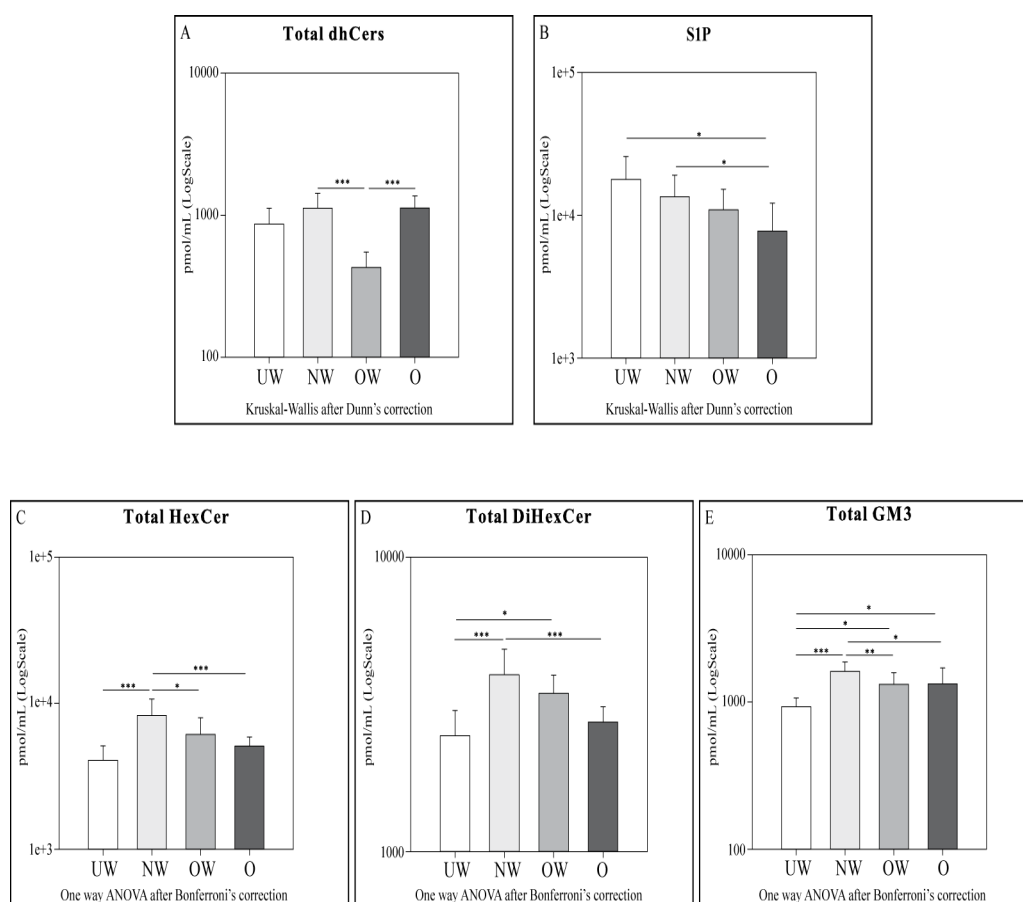 A
Total dhCers
10000
1000
100
pmol/mL (LogScale)
***
***
UW NW OW O
Kruskal-Wallis after Dunn's correction
B
S1P
1e+5
1e+4
1e+3
pmol/mL (LogScale)
*
*
UW NW OW O
Kruskal-Wallis after Dunn's correction
C
Total HexCer
1e+5
1e+4
1e+3
pmol/mL (LogScale)
***
*** *
UW NW OW O
One way ANOVA after Bonferroni's correction
D
Total DiHexCer
10000
1000
pmol/mL (LogScale)
*
*** ***
UW NW OW O
One way ANOVA after Bonferroni's correction
E
Total GM3
10000
1000
100
pmol/mL (LogScale)
*
*
*
*** **
UW NW OW O
One way ANOVA after Bonferroni's correction